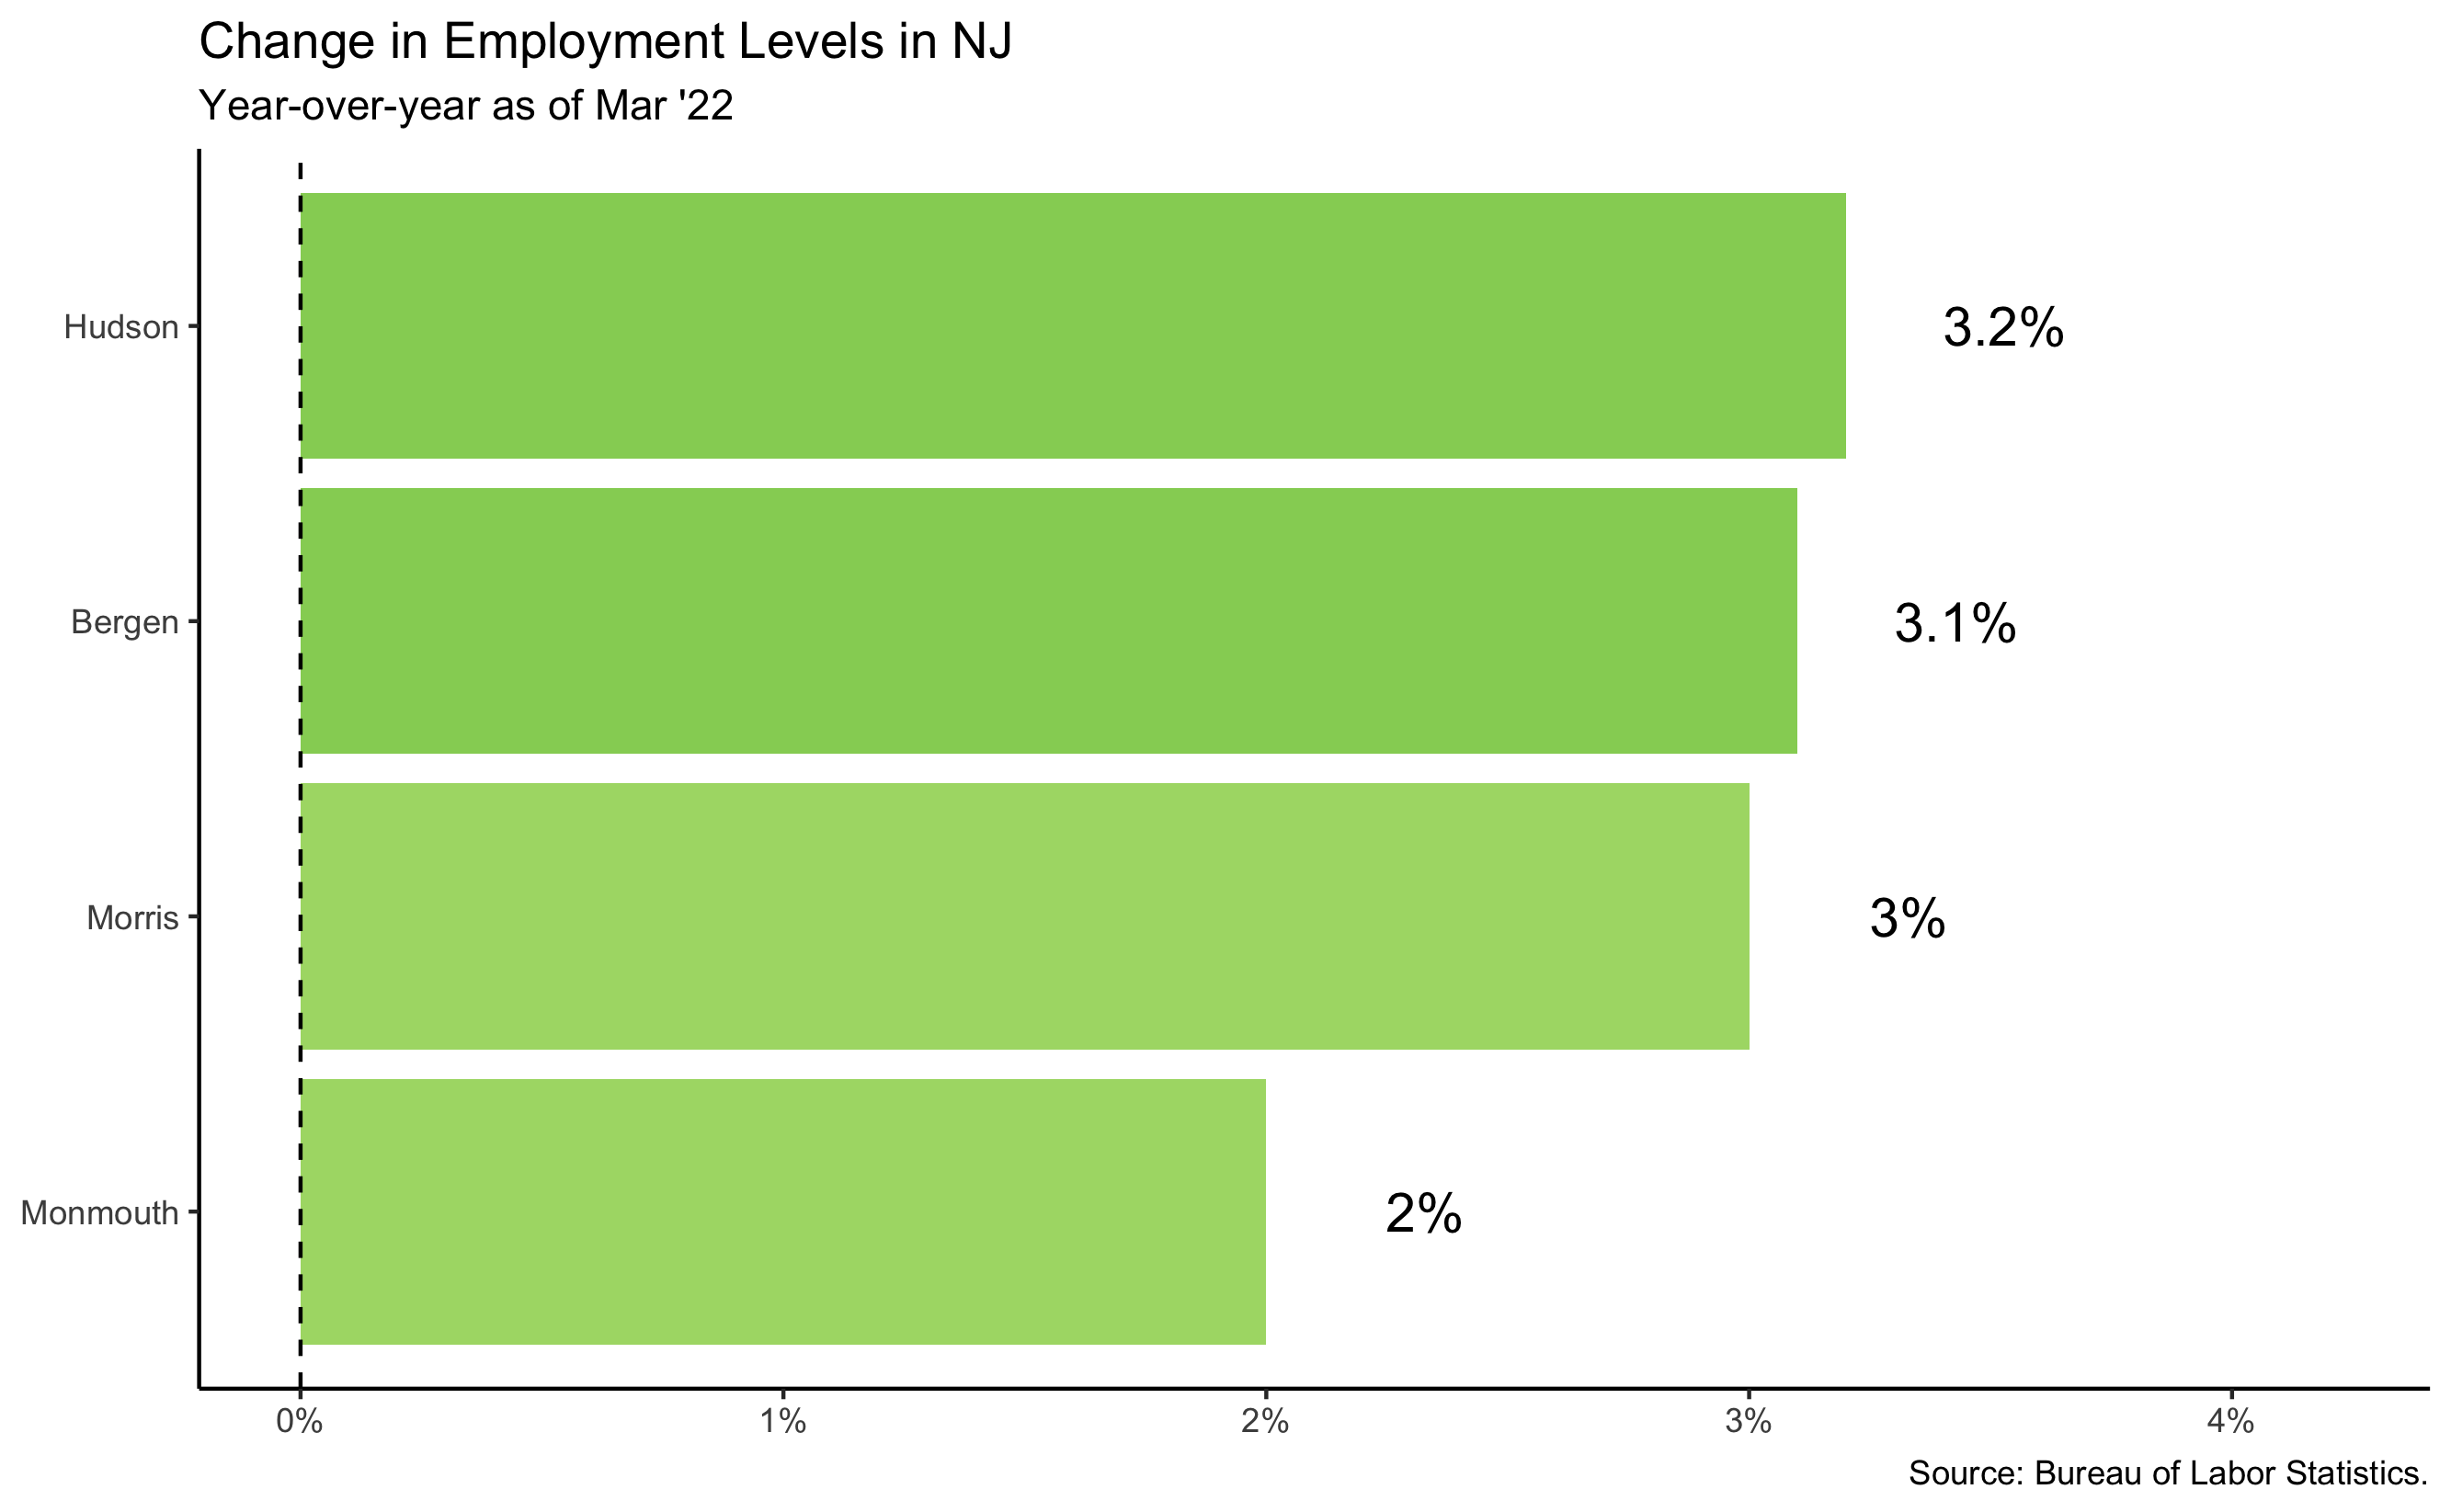 Change in Employment Levels in NJ
Year-over-year as of Mar '22
Hudson
3.2%
Bergen
3.1%
Morris
3%
Monmouth
2%
0% 1% 2% 3% 4%
Source: Bureau of Labor Statistics.